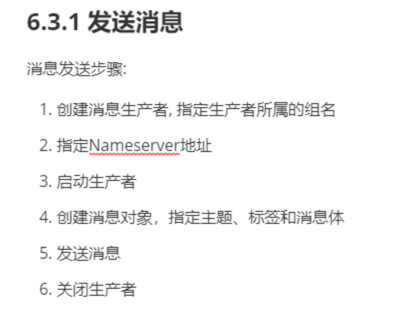 6.3.1 发送消息
消息发送步骤:
1. 创建消息生产者, 指定生产者所属的组名
2. 指定Nameserver地址
3. 启动生产者
4. 创建消息对象，指定主题、标签和消息体
5. 发送消息
6. 关闭生产者